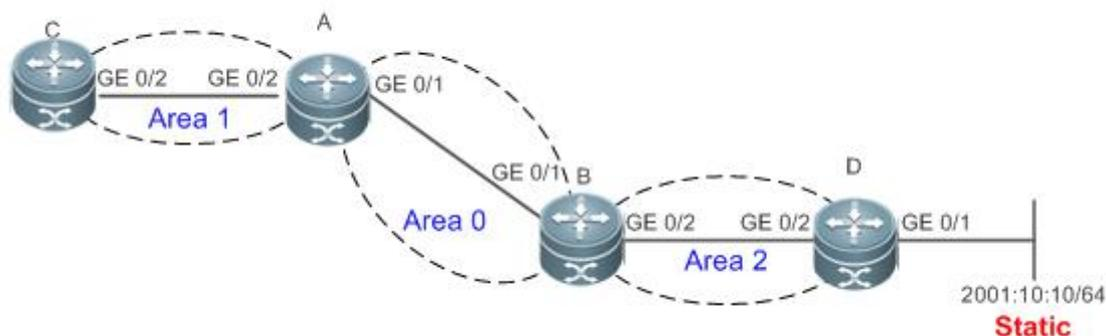 C
A
GE 0/2
GE 0/2
GE 0/1
Area 1
GE 0/1
B
D
Area 0
GE 0/2
GE 0/2
GE 0/1
Area 2
2001:10:10/64
Static